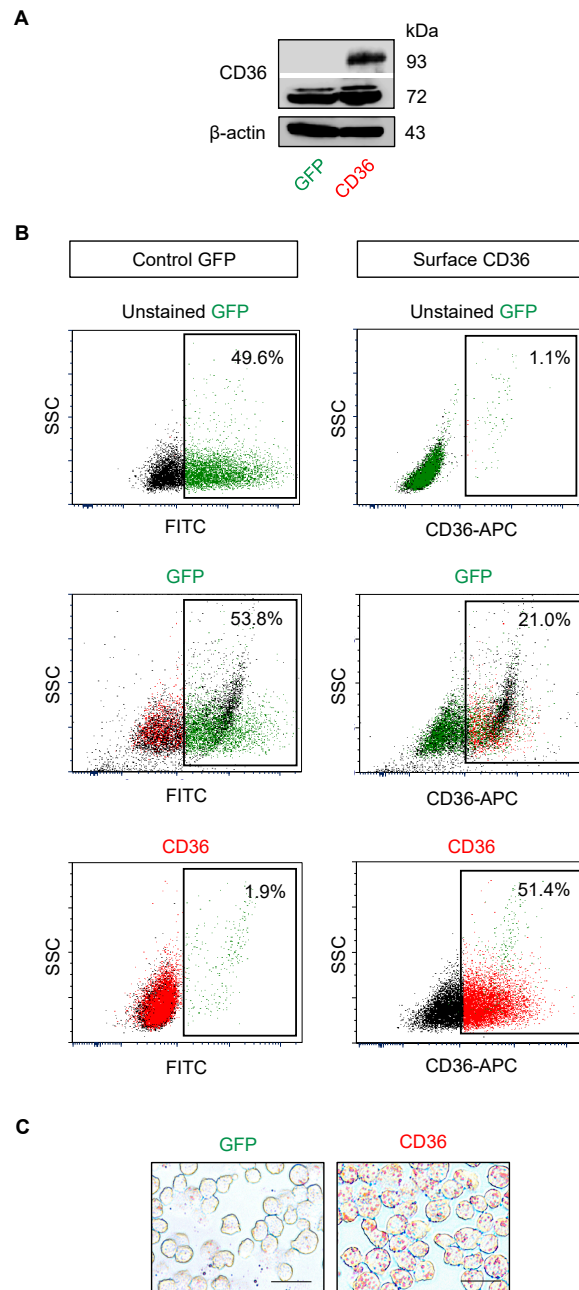 A
kDa
CD36
93
72
β-actin
43
GFP
CD36
B
Control GFP
Surface CD36
Unstained GFP
Unstained GFP
49.6%
1.1%
SSC
SSC
FITC
CD36-APC
GFP
GFP
53.8%
21.0%
SSC
SSC
FITC
CD36-APC
CD36
CD36
1.9%
51.4%
SSC
SSC
FITC
CD36-APC
C
GFP
CD36